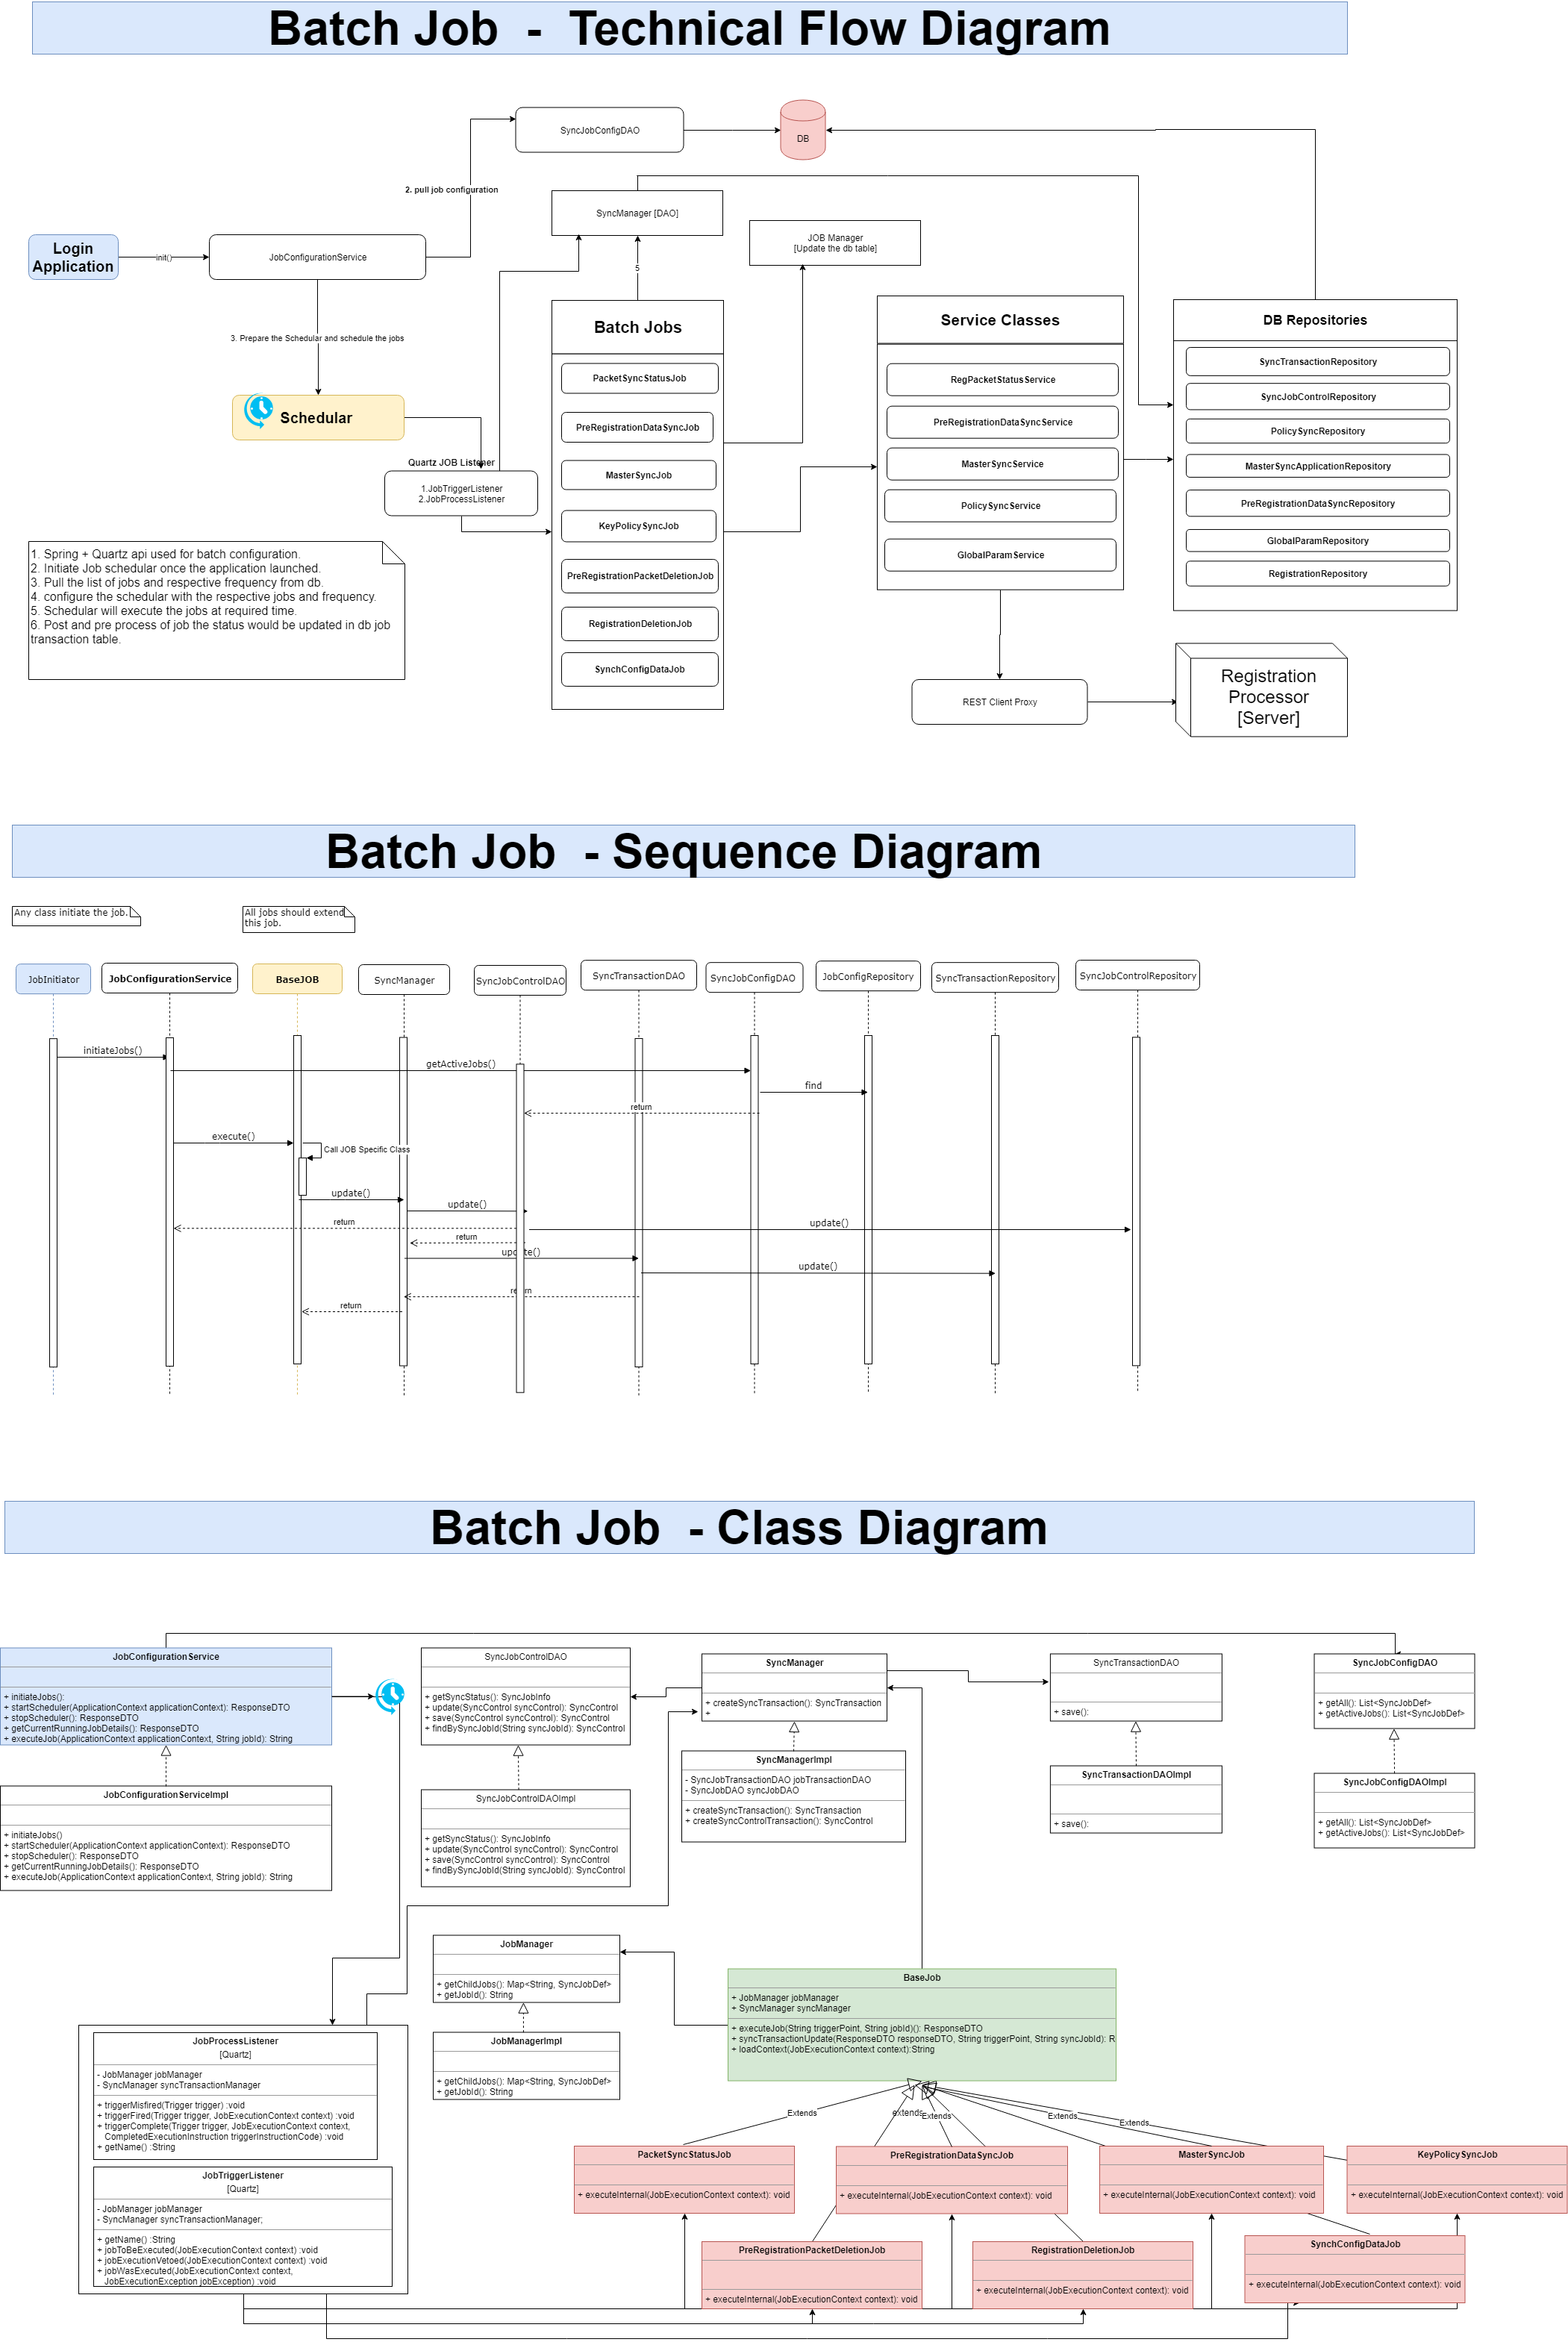 Batch Job  -  Technical Flow Diagram
SyncJobConfigDAO
DB
2. pull job configuration
SyncManager [DAO]
JOB Manager
[Update the db table]
Login
Application
init()
JobConfigurationService
5
Batch Jobs
Service Classes
DB Repositories
3. Prepare the Schedular and schedule the jobs
Schedular
PacketSyncStatusJob
PreRegistrationDataSyncJob
MasterSyncJob
KeyPolicySyncJob
PreRegistrationPacketDeletionJob
RegistrationDeletionJob
SynchConfigDataJob
RegPacketStatusService
PreRegistrationDataSyncService
MasterSyncService
PolicySyncService
GlobalParamService
SyncTransactionRepository
SyncJobControlRepository
PolicySyncRepository
MasterSyncApplicationRepository
PreRegistrationDataSyncRepository
GlobalParamRepository
RegistrationRepository
Quartz JOB Listener
1.JobTriggerListener
2.JobProcessListener
1. Spring + Quartz api used for batch configuration.
2. Initiate Job schedular once the application launched.
3. Pull the list of jobs and respective frequency from db.
4. configure the schedular with the respective jobs and frequency.
5. Schedular will execute the jobs at required time.
6. Post and pre process of job the status would be updated in db job
transaction table.
REST Client Proxy
Registration
Processor
[Server]
Batch Job  - Sequence Diagram
Any class initiate the job.
All jobs should extend
this job.
JobInitiator
JobConfigurationService
BaseJOB
SyncManager
SyncJobControlDAO
SyncTransactionDAO
SyncJobConfigDAO
JobConfigRepository
SyncTransactionRepository
SyncJobControlRepository
initiateJobs()
getActiveJobs()
find
return
execute()
Call JOB Specific Class
update()
update()
return
update()
return
update()
update()
return
return
Batch Job  - Class Diagram
JobConfigurationService
+ initiateJobs():
+ startScheduler(ApplicationContext applicationContext): ResponseDTO
+ stopScheduler(): ResponseDTO
+ getCurrentRunningJobDetails(): ResponseDTO
+ executeJob(ApplicationContext applicationContext, String jobId): String
JobConfigurationServiceImpl
+ initiateJobs()
+ startScheduler(ApplicationContext applicationContext): ResponseDTO
+ stopScheduler(): ResponseDTO
+ getCurrentRunningJobDetails(): ResponseDTO
+ executeJob(ApplicationContext applicationContext, String jobId): String
SyncJobControlDAO
+ getSyncStatus(): SyncJobInfo
+ update(SyncControl syncControl): SyncControl
+ save(SyncControl syncControl): SyncControl
+ findBySyncJobId(String syncJobId): SyncControl
SyncJobControlDAOImpl
+ getSyncStatus(): SyncJobInfo
+ update(SyncControl syncControl): SyncControl
+ save(SyncControl syncControl): SyncControl
+ findBySyncJobId(String syncJobId): SyncControl
SyncManager
+ createSyncTransaction(): SyncTransaction
+
SyncManagerImpl
- SyncJobTransactionDAO jobTransactionDAO
- SyncJobDAO syncJobDAO
+ createSyncTransaction(): SyncTransaction
+ createSyncControlTransaction(): SyncControl
SyncTransactionDAO
+ save():
SyncTransactionDAOImpl
+ save():
SyncJobConfigDAO
+ getAll(): List<SyncJobDef>
+ getActiveJobs(): List<SyncJobDef>
SyncJobConfigDAOImpl
+ getAll(): List<SyncJobDef>
+ getActiveJobs(): List<SyncJobDef>
JobManager
+ getChildJobs(): Map<String, SyncJobDef>
+ getJobId(): String
JobManagerImpl
+ getChildJobs(): Map<String, SyncJobDef>
+ getJobId(): String
BaseJob
+ JobManager jobManager
+ SyncManager syncManager
+ executeJob(String triggerPoint, String jobId)(): ResponseDTO
+ syncTransactionUpdate(ResponseDTO responseDTO, String triggerPoint, String syncJobId): R
+ loadContext(JobExecutionContext context):String
JobProcessListener
[Quartz]
- JobManager jobManager
- SyncManager syncTransactionManager
+ triggerMisfired(Trigger trigger) :void
+ triggerFired(Trigger trigger, JobExecutionContext context) :void
+ triggerComplete(Trigger trigger, JobExecutionContext context,
CompletedExecutionInstruction triggerInstructionCode) :void
+ getName() :String
JobTriggerListener
[Quartz]
- JobManager jobManager
- SyncManager syncTransactionManager;
+ getName() :String
+ jobToBeExecuted(JobExecutionContext context) :void
+ jobExecutionVetoed(JobExecutionContext context) :void
+ jobWasExecuted(JobExecutionContext context,
JobExecutionException jobException) :void
Extends
extends
Extends
Extends
Extends
PacketSyncStatusJob
+ executeInternal(JobExecutionContext context): void
PreRegistrationDataSyncJob
+ executeInternal(JobExecutionContext context): void
MasterSyncJob
+ executeInternal(JobExecutionContext context): void
KeyPolicySyncJob
+ executeInternal(JobExecutionContext context): void
PreRegistrationPacketDeletionJob
+ executeInternal(JobExecutionContext context): void
RegistrationDeletionJob
+ executeInternal(JobExecutionContext context): void
SynchConfigDataJob
+ executeInternal(JobExecutionContext context): void